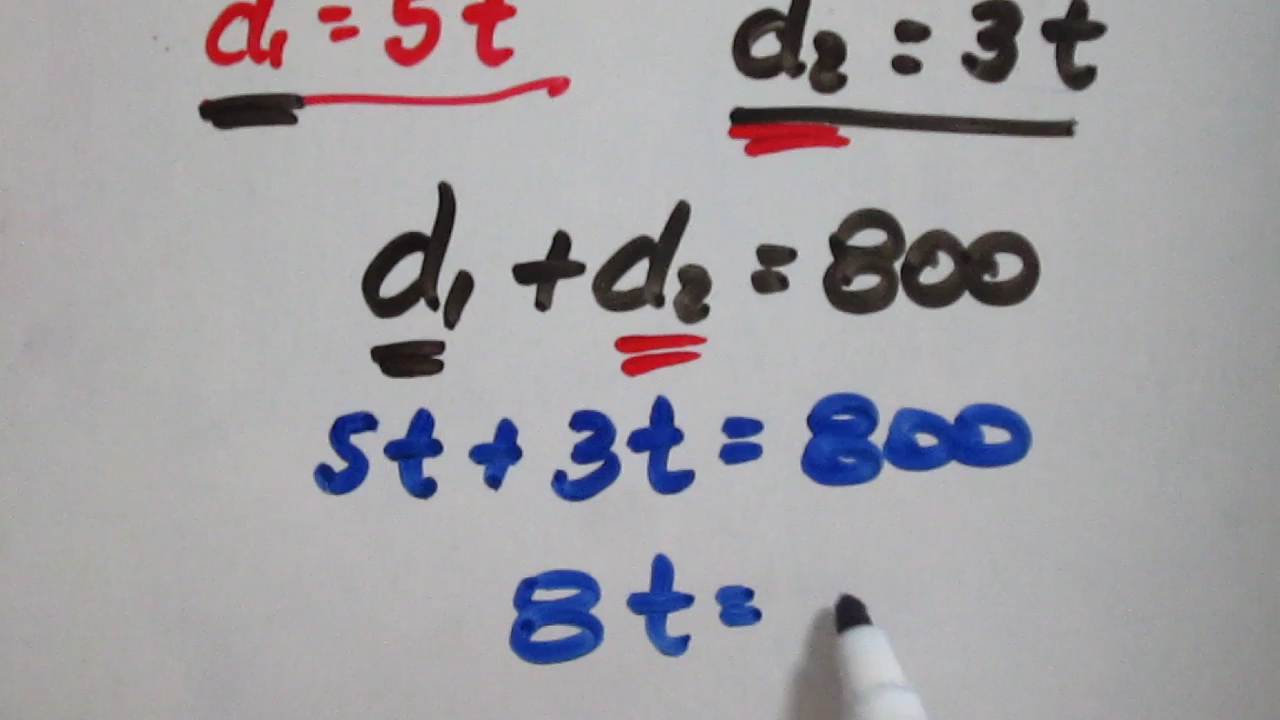 d₁ = 5t d₂ = 3t
d₁ + d₂ = 800
5t + 3t = 800
8t =